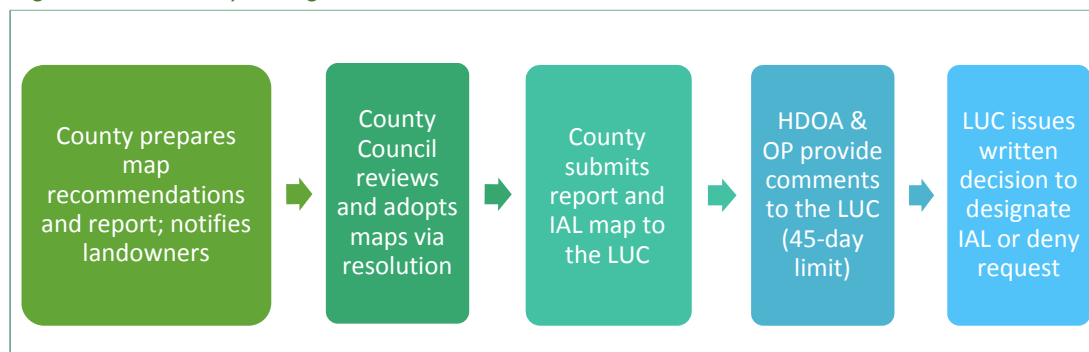 County prepares
map
recommendations
and report; notifies
landowners
County
Council
reviews
and adopts
maps via
resolution
County
submits
report and
IAL map to
the LUC
HDOA &
OP provide
comments
to the LUC
(45-day
limit)
LUC issues
written
decision to
designate
IAL or deny
request